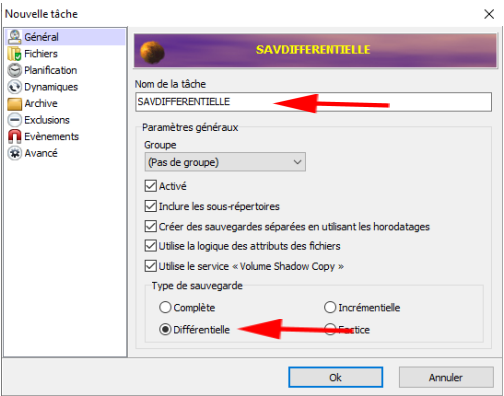 Nouvelle tâche
Général
Fichiers
Planification
Dynamiques
Archive
Exclusions
Evènements
Avancé
SAVDIFFERENTIELLE
Nom de la tâche
SAVDIFFERENTIELLE
Paramètres généraux
Groupe
(Pas de groupe)
Activé
Inclure les sous-répertoires
Créer des sauvegardes séparées en utilisant les horodatages
Utilise la logique des attributs des fichiers
Utilise le service « Volume Shadow Copy »
Type de sauvegarde
Complète Incrémentielle
Différentielle Factice
Ok Annuler